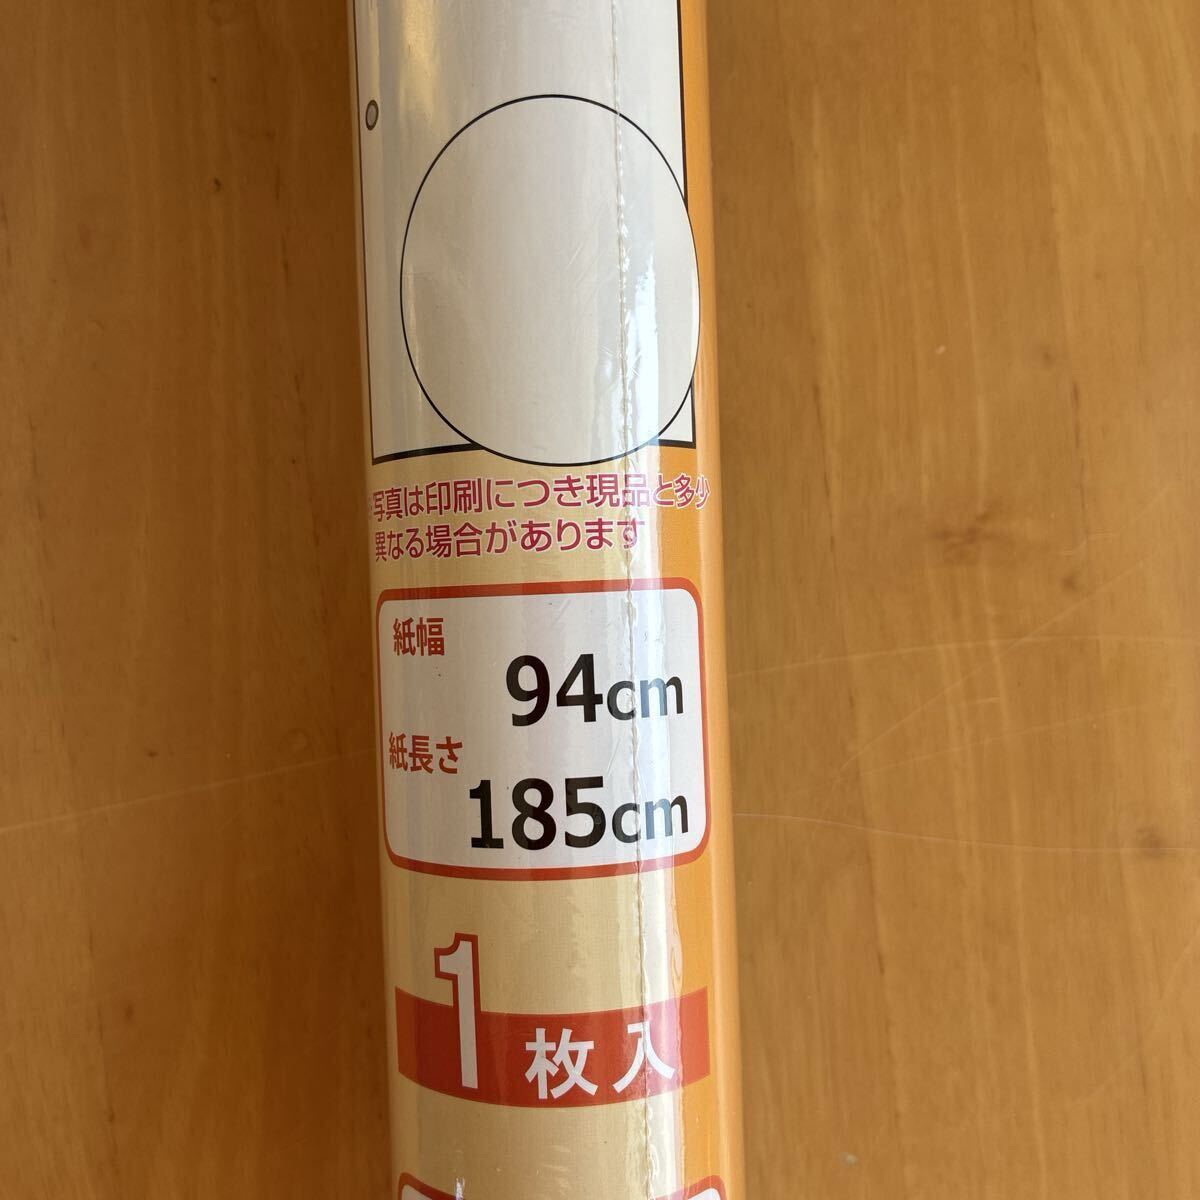 写真は印刷につき現品と多少
異なる場合があります
紙幅
94cm
紙長さ
185cm
1枚入